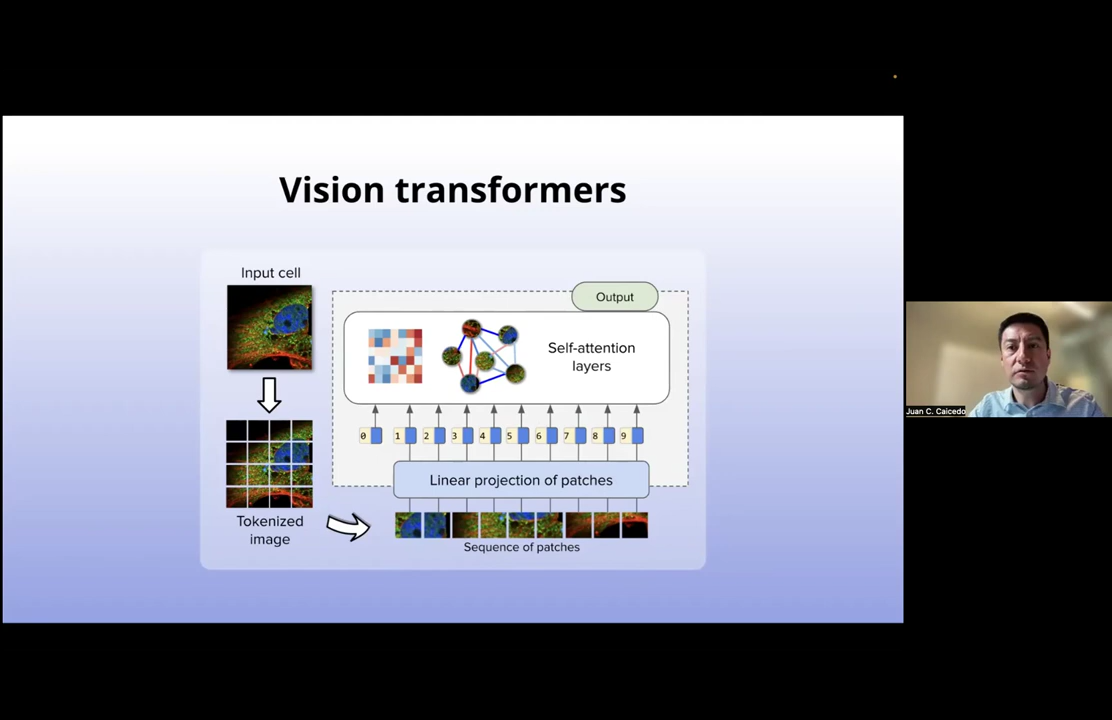 Vision transformers
Input cell
Output
Self-attention
layers
0 1 2 3 4 5 6 7 8 9
Linear projection of patches
Tokenized
image
Sequence of patches
Juan C. Caicedo